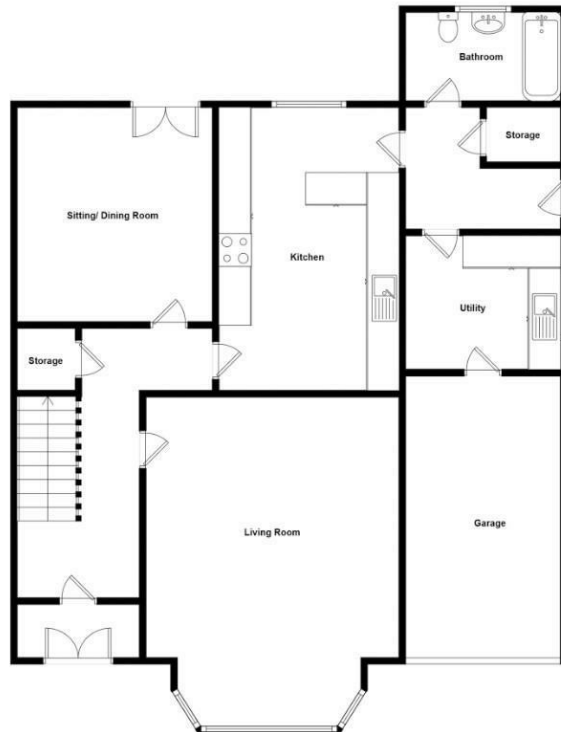 Bathroom
Storage
Sitting/ Dining Room
Kitchen
Utility
Storage
Living Room
Garage